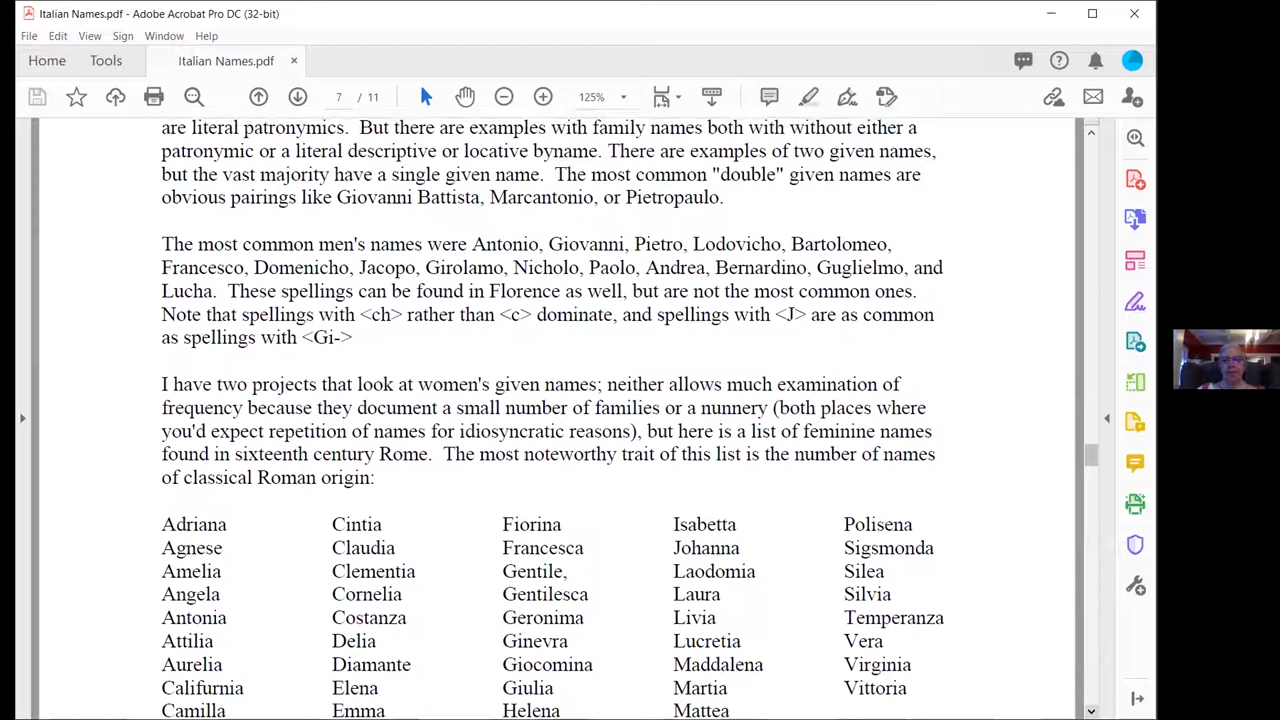 Italian Names.pdf - Adobe Acrobat Pro DC (32-bit)
File Edit View Sign Window Help
Home Tools Italian Names.pdf ×
7 / 11 125%
are literal patronymics. But there are examples with family names both with without either a
patronymic or a literal descriptive or locative byname. There are examples of two given names,
but the vast majority have a single given name. The most common "double" given names are
obvious pairings like Giovanni Battista, Marcantonio, or Pietropaulo.
The most common men's names were Antonio, Giovanni, Pietro, Lodovicho, Bartolomeo,
Francesco, Domenicho, Jacopo, Girolamo, Nicholo, Paolo, Andrea, Bernardino, Guglielmo, and
Lucha. These spellings can be found in Florence as well, but are not the most common ones.
Note that spellings with <ch> rather than <c> dominate, and spellings with <J> are as common
as spellings with <Gi->
I have two projects that look at women's given names; neither allows much examination of
frequency because they document a small number of families or a nunnery (both places where
you'd expect repetition of names for idiosyncratic reasons), but here is a list of feminine names
found in sixteenth century Rome. The most noteworthy trait of this list is the number of names
of classical Roman origin:
Adriana Cintia Fiorina Isabetta Polisena
Agnese Claudia Francesca Johanna Sigsmonda
Amelia Clementia Gentile, Laodomia Silea
Angela Cornelia Gentilesca Laura Silvia
Antonia Costanza Geronima Livia Temperanza
Attilia Delia Ginevra Lucretia Vera
Aurelia Diamante Giocomina Maddalena Virginia
Califurnia Elena Giulia Martia Vittoria
Camilla Emma Helena Mattea